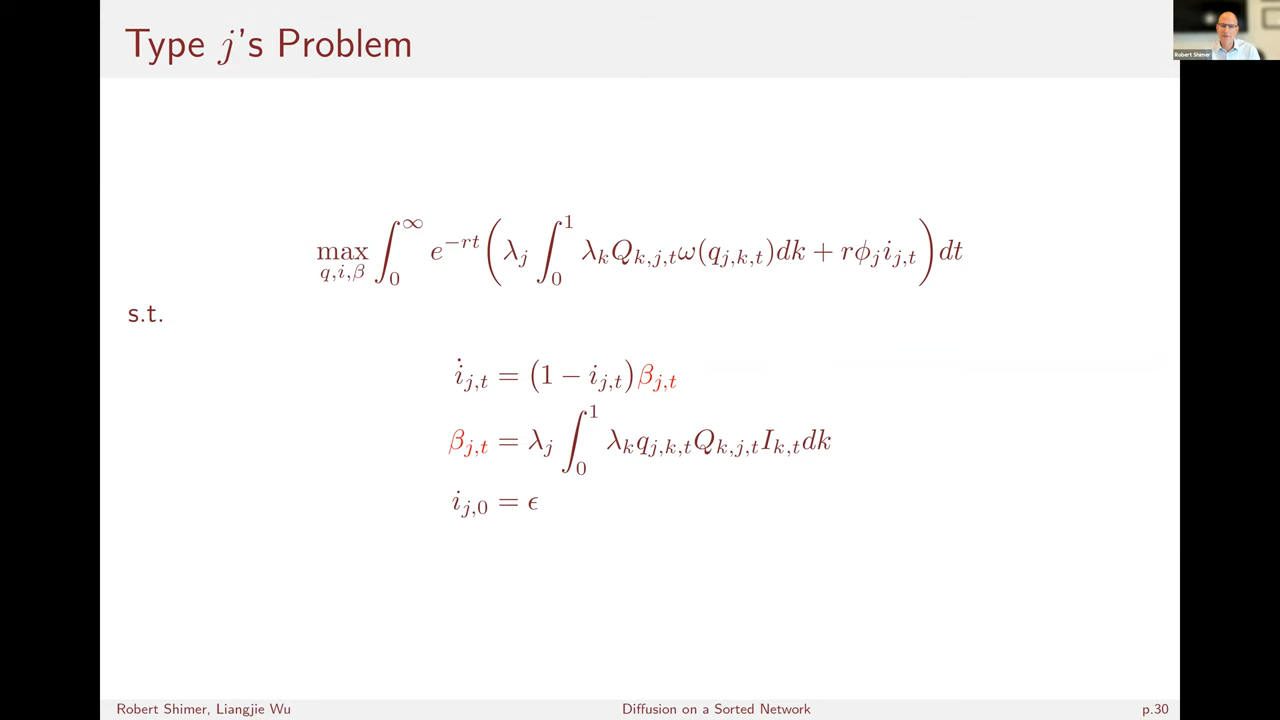 Type j's Problem
Robert Shimer
max_{q,i,β} ∫_0^∞ e^{-rt} ( λ_j ∫_0^1 λ_k Q_{k,j,t} ω(q_{j,k,t}) dk + rϕ_j i_{j,t} ) dt
s.t.
i̇_{j,t} = (1 − i_{j,t}) β_{j,t}
β_{j,t} = λ_j ∫_0^1 λ_k q_{j,k,t} Q_{k,j,t} I_{k,t} dk
i_{j,0} = ϵ
Robert Shimer, Liangjie Wu Diffusion on a Sorted Network p.30